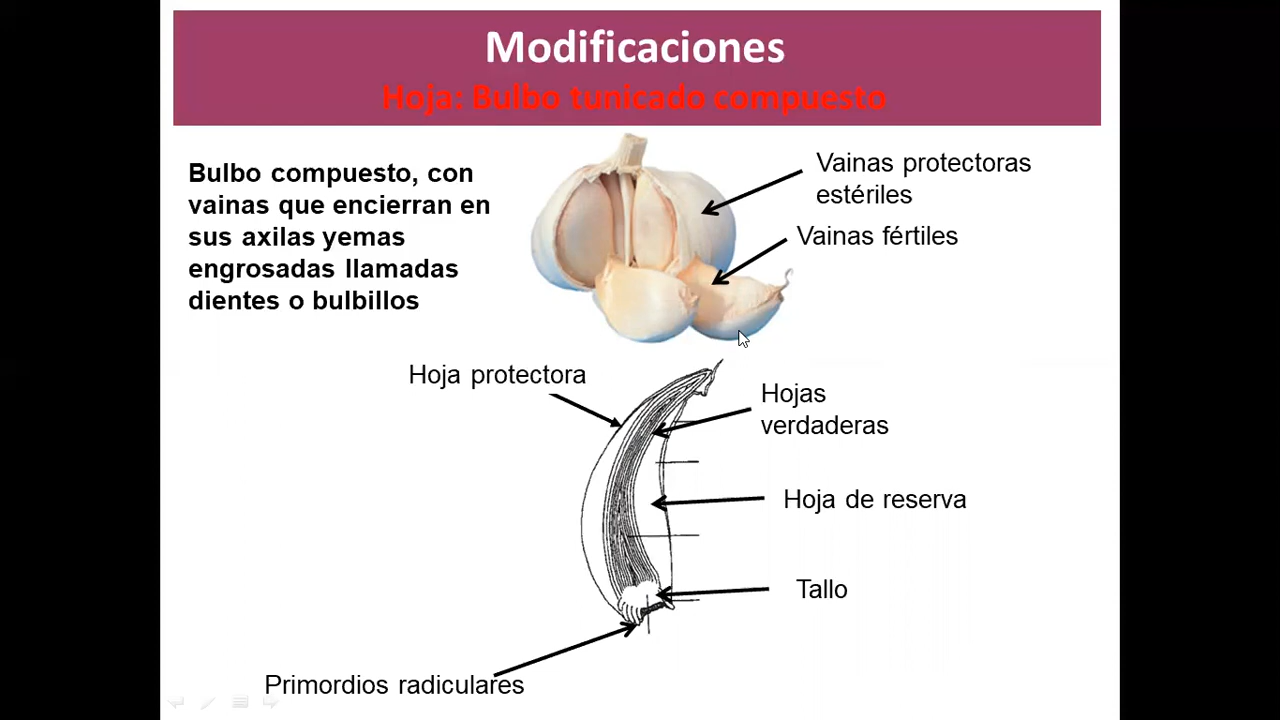 Modificaciones
Hoja: Bulbo tunicado compuesto
Bulbo compuesto, con
vainas que encierran en
sus axilas yemas
engrosadas llamadas
dientes o bulbillos
Vainas protectoras
estériles
Vainas fértiles
Hoja protectora
Hojas
verdaderas
Hoja de reserva
Tallo
Primordios radiculares